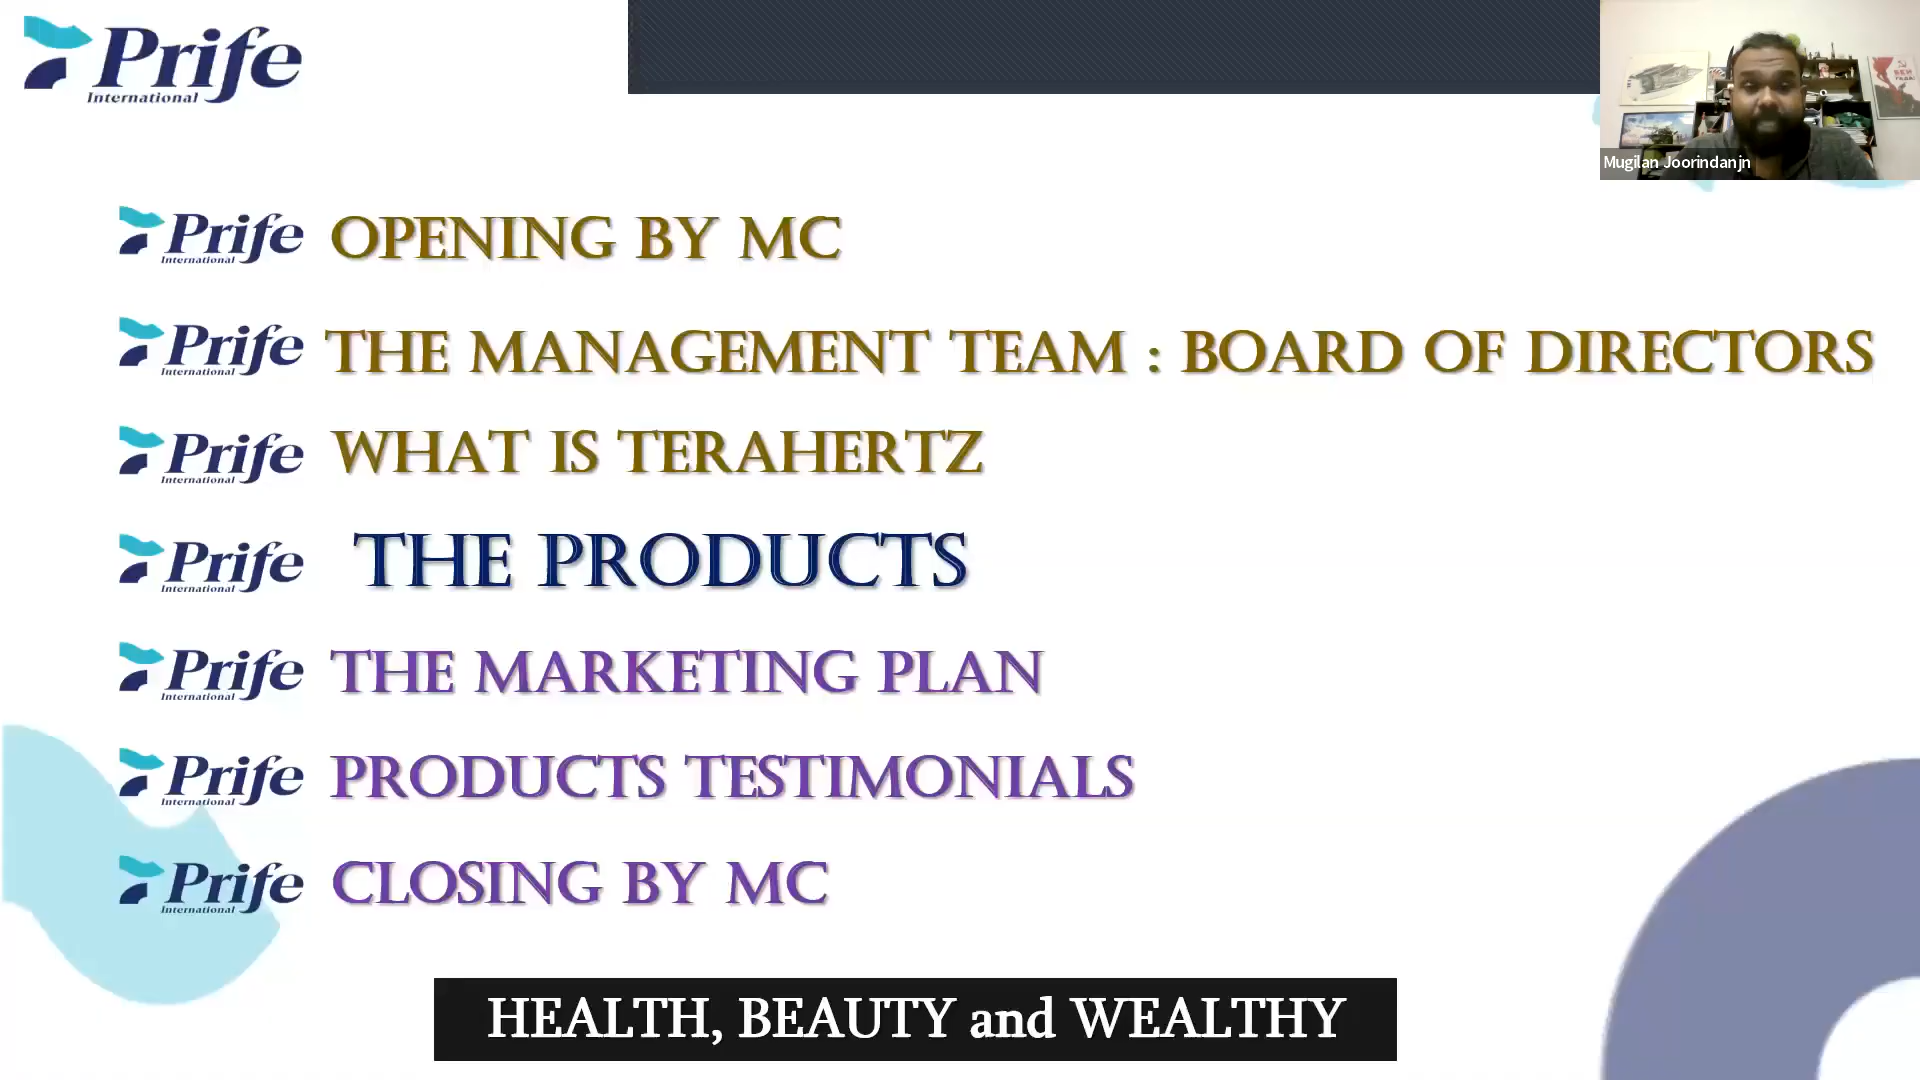 Prife
International
Mugilan Joorindanjn
Prife International OPENING BY MC
Prife International THE MANAGEMENT TEAM : BOARD OF DIRECTORS
Prife International WHAT IS TERAHERTZ
Prife International THE PRODUCTS
Prife International THE MARKETING PLAN
Prife International PRODUCTS TESTIMONIALS
Prife International CLOSING BY MC
HEALTH, BEAUTY and WEALTHY